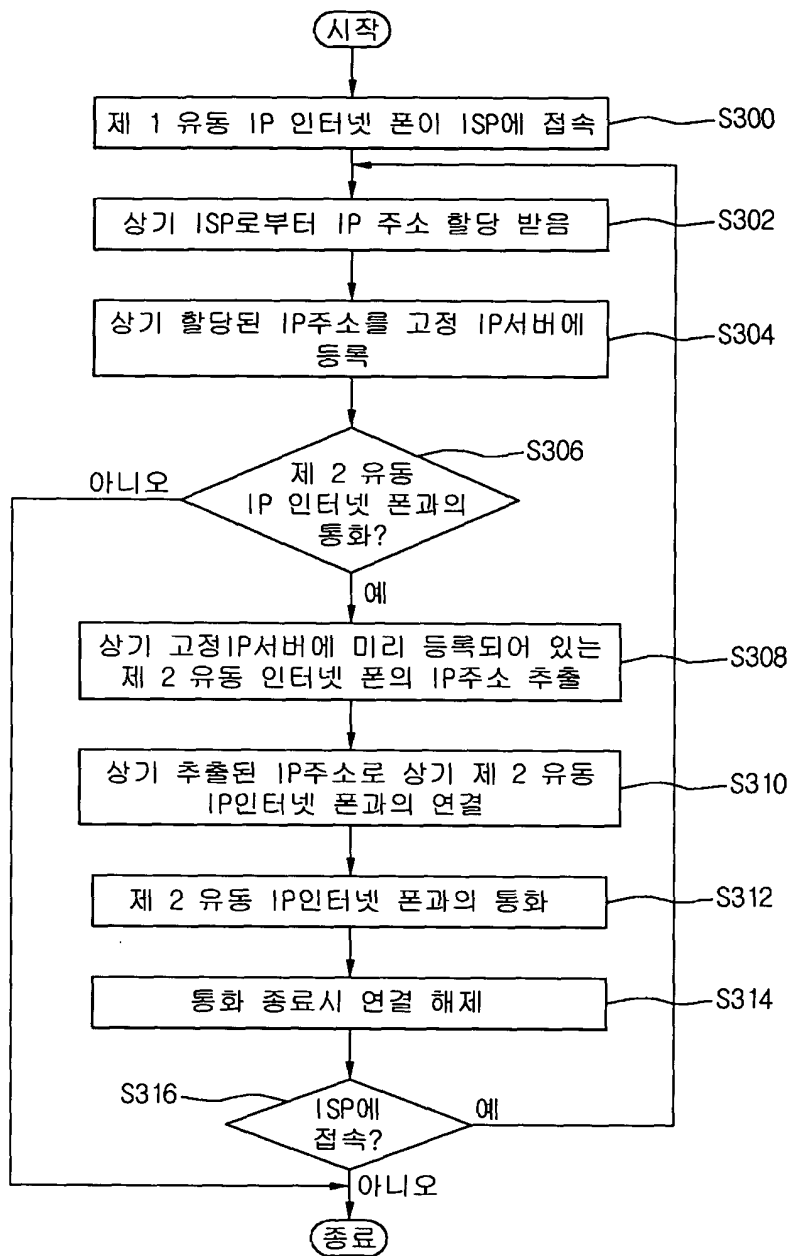 시작
제 1 유동 IP 인터넷 폰이 ISP에 접속
S300
상기 ISP로부터 IP 주소 할당 받음
S302
상기 할당된 IP주소를 고정 IP서버에
등록
S304
제 2 유동
IP 인터넷 폰과의
통화?
S306
아니오
예
상기 고정IP서버에 미리 등록되어 있는
제 2 유동 인터넷 폰의 IP주소 추출
S308
상기 추출된 IP주소로 상기 제 2 유동
IP인터넷 폰과의 연결
S310
제 2 유동 IP인터넷 폰과의 통화
S312
통화 종료시 연결 해제
S314
S316
ISP에
접속?
예
아니오
종료